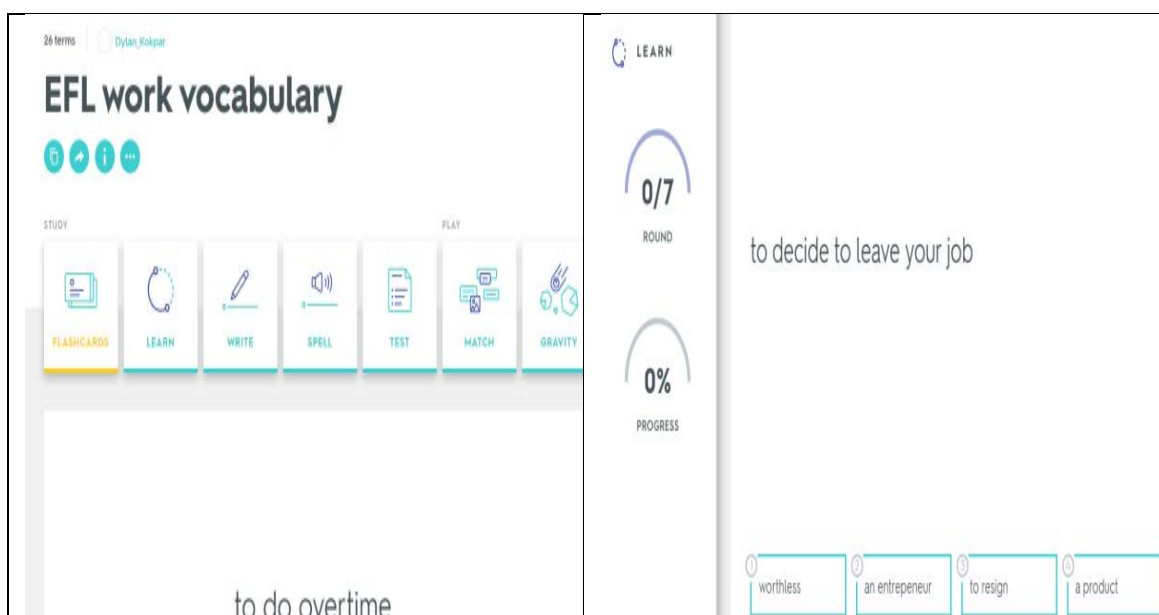 26 terms Dylan_Kokpar
EFL work vocabulary
STUDY PLAY
FLASHCARDS LEARN WRITE SPELL TEST MATCH GRAVITY
to do overtime
LEARN
0/7
ROUND
to decide to leave your job
0%
PROGRESS
1 worthless 2 an entrepeneur 3 to resign 4 a product